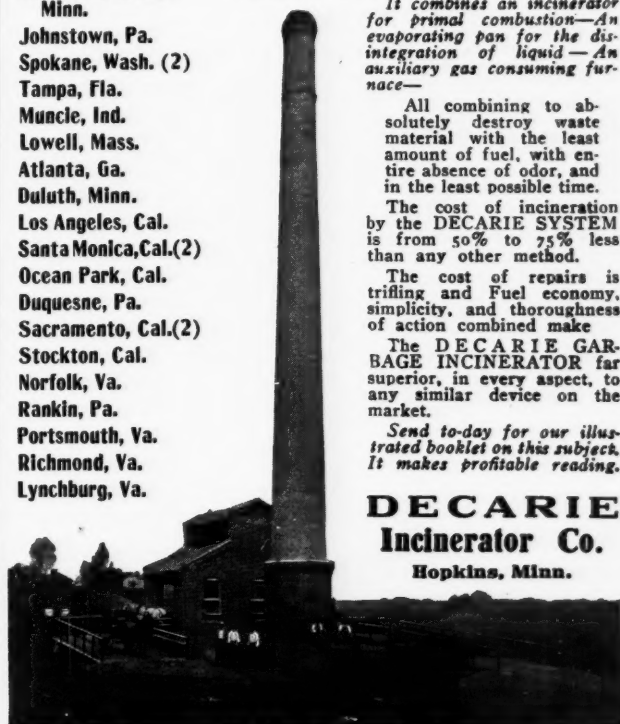 Minn.
Johnstown, Pa.
Spokane, Wash. (2)
Tampa, Fla.
Muncie, Ind.
Lowell, Mass.
Atlanta, Ga.
Duluth, Minn.
Los Angeles, Cal.
Santa Monica, Cal. (2)
Ocean Park, Cal.
Duquesne, Pa.
Sacramento, Cal. (2)
Stockton, Cal.
Norfolk, Va.
Rankin, Pa.
Portsmouth, Va.
Richmond, Va.
Lynchburg, Va.
It combines an incinerator
for primal combustion—An
evaporating pan for the dis-
integration of liquid—An
auxiliary gas consuming fur-
nace—
All combining to ab-
solutely destroy waste
material with the least
amount of fuel, with en-
tire absence of odor, and
in the least possible time.
The cost of incineration
by the DECARIE SYSTEM
is from 50% to 75% less
than any other method.
The cost of repairs is
trifling and Fuel economy,
simplicity, and thoroughness
of action combined make
The DECARIE GAR-
BAGE INCINERATOR far
superior, in every aspect, to
any similar device on the
market.
Send to-day for our illus-
trated booklet on this subject.
It makes profitable reading.
DECARIE
Incinerator Co.
Hopkins, Minn.